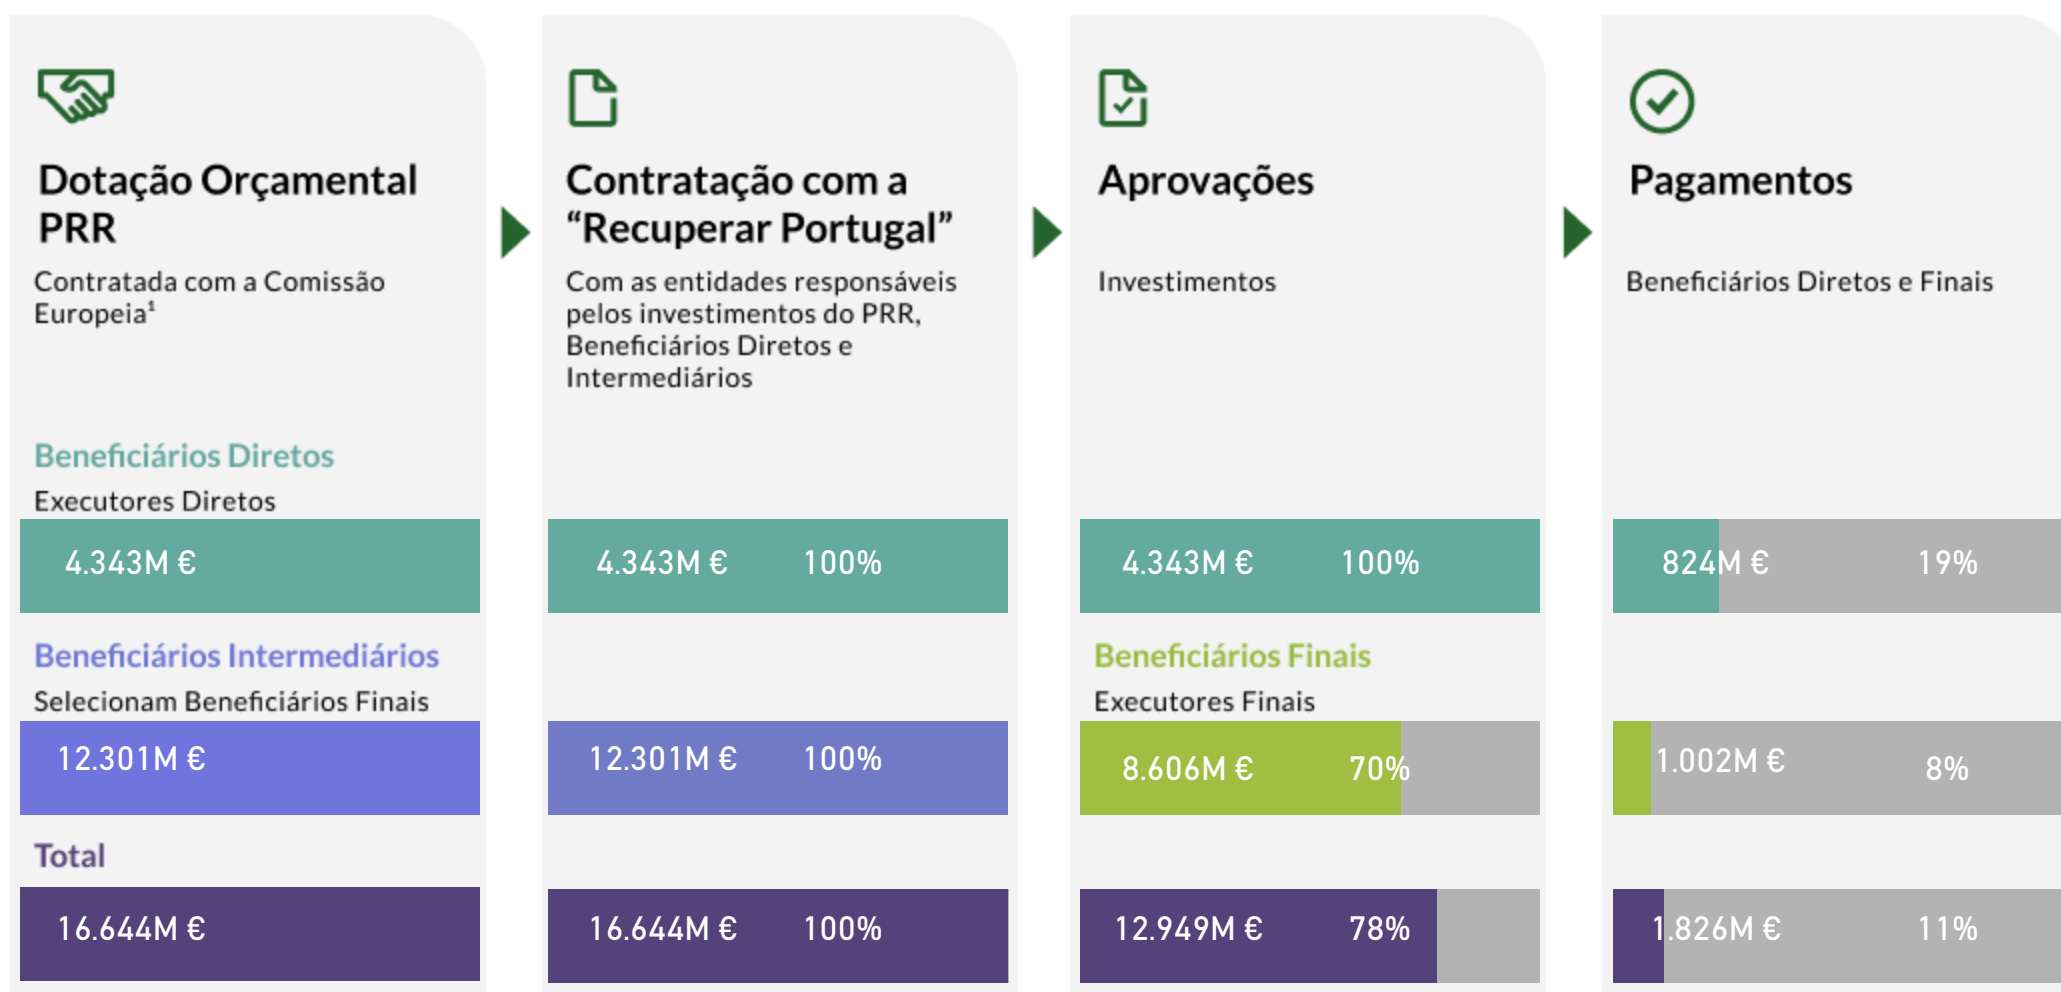 Dotação Orçamental
PRR
Contratada com a Comissão
Europeia¹
Contratação com a
“Recuperar Portugal”
Com as entidades responsáveis
pelos investimentos do PRR,
Beneficiários Diretos e
Intermediários
Aprovações
Investimentos
Pagamentos
Beneficiários Diretos e Finais
Beneficiários Diretos
Executores Diretos
4.343M €
4.343M € 100%
4.343M € 100%
824M € 19%
Beneficiários Intermediários
Selecionam Beneficiários Finais
Beneficiários Finais
Executores Finais
12.301M €
12.301M € 100%
8.606M € 70%
1.002M € 8%
Total
16.644M €
16.644M € 100%
12.949M € 78%
1.826M € 11%